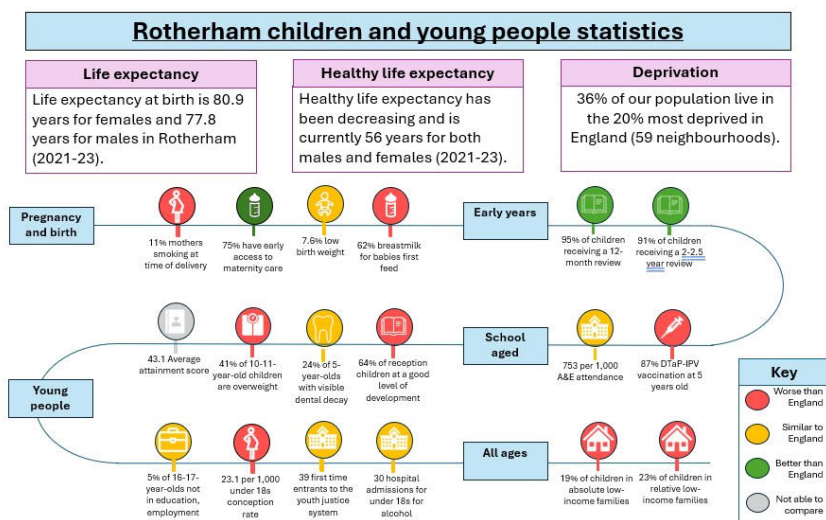 Rotherham children and young people statistics
Life expectancy
Life expectancy at birth is 80.9
years for females and 77.8
years for males in Rotherham
(2021-23).
Healthy life expectancy
Healthy life expectancy has
been decreasing and is
currently 56 years for both
males and females (2021-23).
Deprivation
36% of our population live in
the 20% most deprived in
England (59 neighbourhoods).
Pregnancy
and birth
11% mothers
smoking at
time of delivery
75% have early
access to
maternity care
7.6% low
birth weight
62% breastmilk
for babies first
feed
Early years
95% of children
receiving a 12-
month review
91% of children
receiving a 2-2.5
year review
43.1 Average
attainment score
41% of 10-11-
year-old children
are overweight
24% of 5-
year-olds
with visible
dental decay
64% of reception
children at a good
level of
development
School
aged
753 per 1,000
A&E attendance
87% DTaP-IPV
vaccination at 5
years old
Young
people
5% of 16-17-
year-olds not
in education,
employment
23.1 per 1,000
under 18s
conception
rate
39 first time
entrants to the
youth justice
system
30 hospital
admissions for
under 18s for
alcohol
All ages
19% of children in
absolute low-
income families
23% of children in
relative low-
income families
Key
Worse than
England
Similar to
England
Better than
England
Not able to
compare